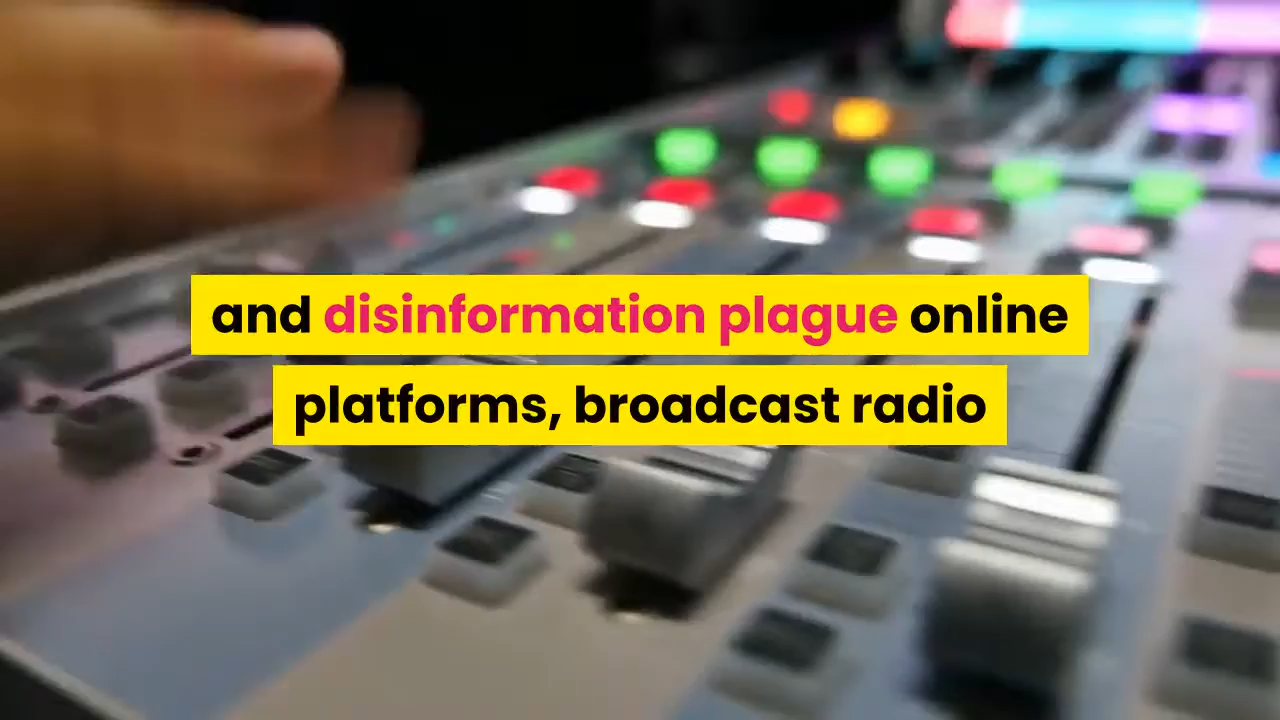 and disinformation plague online
platforms, broadcast radio